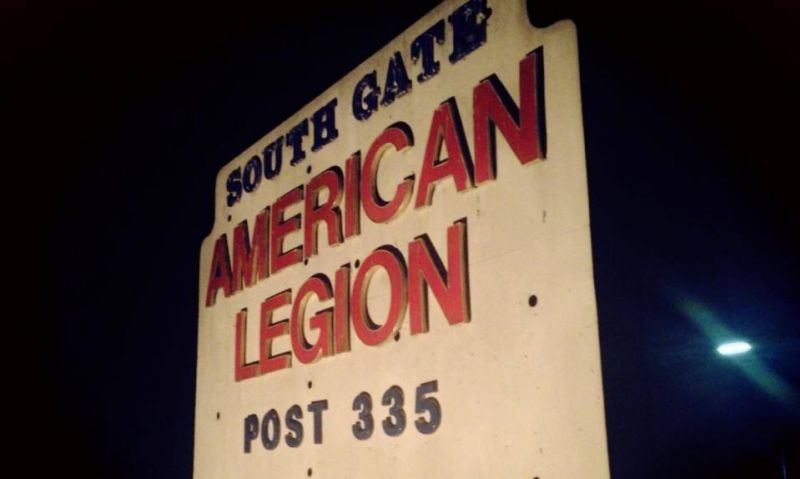 SOUTH GATE
AMERICAN
LEGION
POST 335